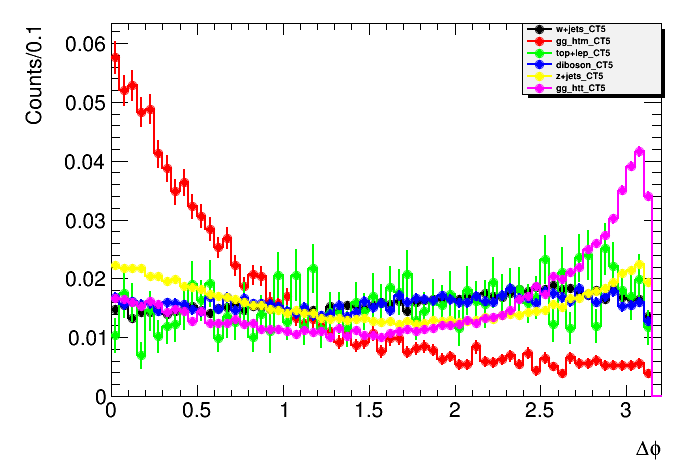 Counts/0.1
0.06
0.05
0.04
0.03
0.02
0.01
0
w+jets_CT5
gg_htm_CT5
top+lep_CT5
diboson_CT5
z+jets_CT5
gg_htt_CT5
0 0.5 1 1.5 2 2.5 3
Δϕ